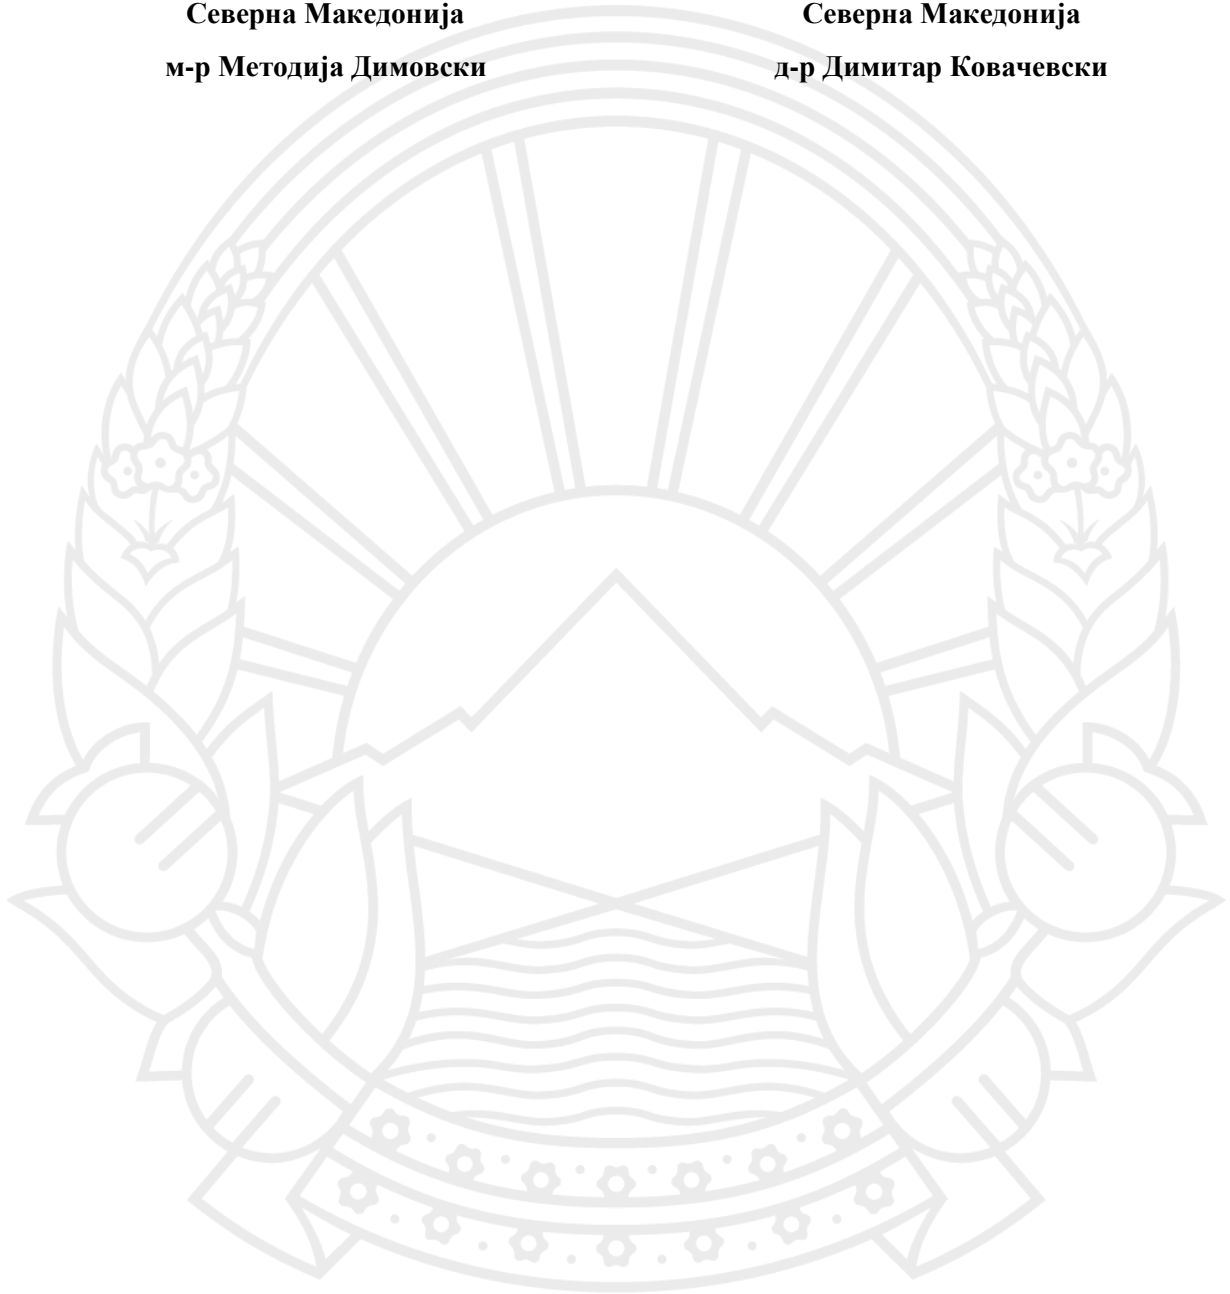 Северна Македонија Северна Македонија
м-р Методија Димовски д-р Димитар Ковачевски